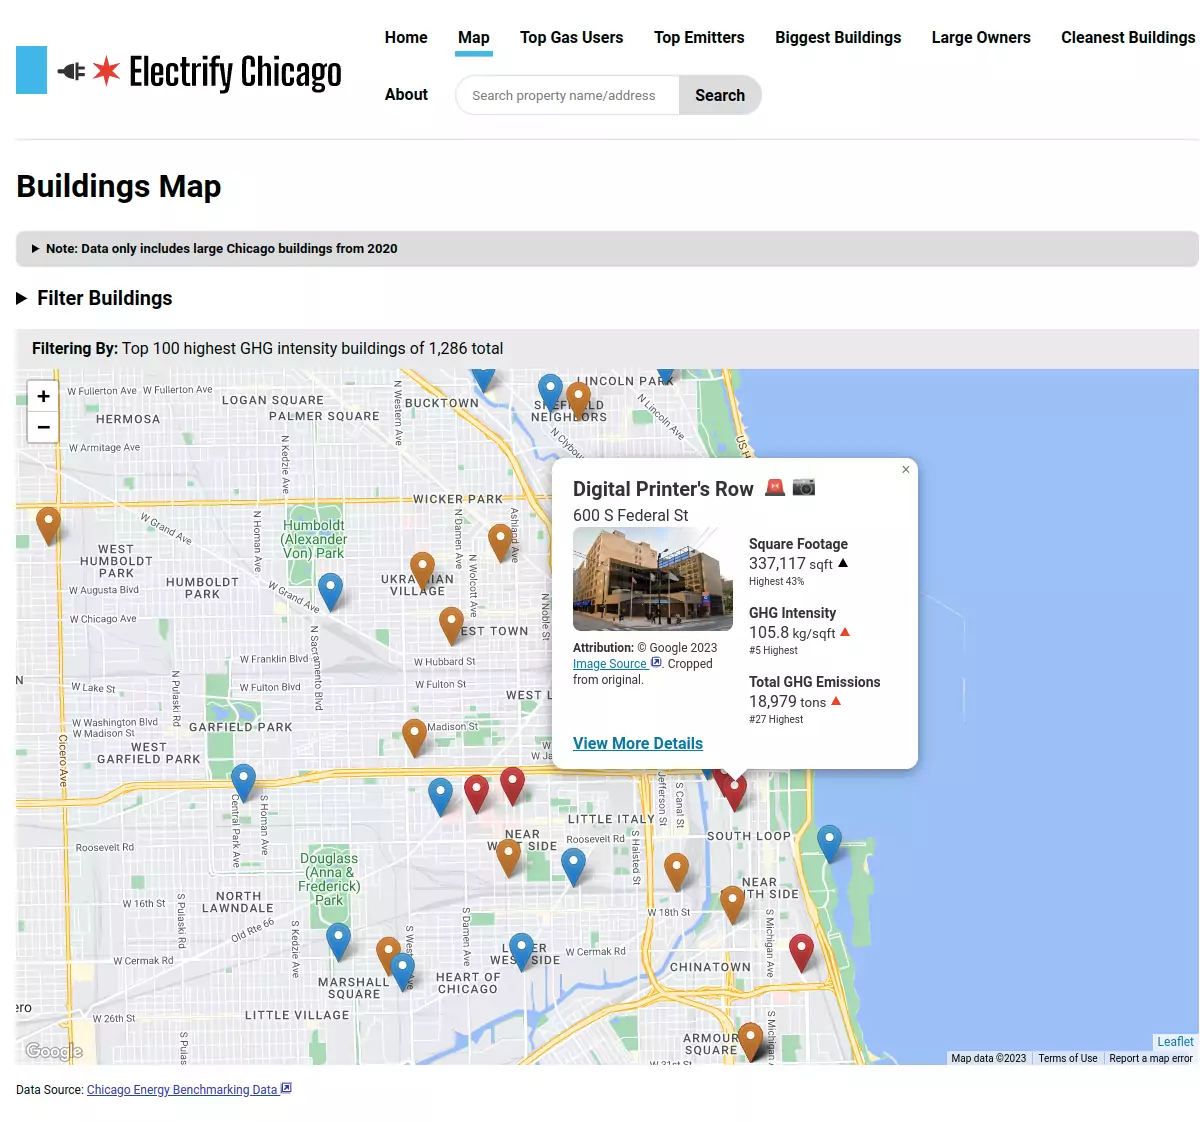 Home Map Top Gas Users Top Emitters Biggest Buildings Large Owners Cleanest Buildings
Electrify Chicago
About Search property name/address Search
Buildings Map
Note: Data only includes large Chicago buildings from 2020
Filter Buildings
Filtering By: Top 100 highest GHG intensity buildings of 1,286 total
+
−
W Fullerton Ave W Fullerton Ave
LOGAN SQUARE
HERMOSA
PALMER SQUARE
BUCKTOWN
LINCOLN PARK
NEIGHBORS
N Western Ave
N Kedzie Ave
N Lincoln Ave
N Clybou
US H
W Armitage Ave
WICKER PARK
W Grand Ave
N Homan Ave
Humboldt
(Alexander
Von) Park
N Damen Ave
Ashland Ave
WEST
HUMBOLDT
PARK
HUMBOLDT
PARK
W Augusta Blvd
W Grand Ave
VILLAGE
N Wolcott Ave
N Noble St
W Chicago Ave
EST TOWN
N Sacramento Blvd
W Franklin Blvd
W Hubbard St
N
W Lake St
N Pulaski Rd
W Fulton Blvd
W Fulton St
WEST L
W Washington Blvd
W Madison St
GARFIELD PARK
Madison St
WEST
GARFIELD PARK
W Ja
Cicero Ave
Digital Printer's Row
×
600 S Federal St
Square Footage
337,117 sqft
Highest 43%
GHG Intensity
105.8 kg/sqft
#5 Highest
Attribution: © Google 2023
Image Source . Cropped
from original.
Total GHG Emissions
18,979 tons
#27 Highest
View More Details
Central Park Ave
S Homan Ave
Jefferson St
S Canal St
LITTLE ITALY
SOUTH LOOP
NEAR
Roosevelt Rd
Roosevelt Rd
S Halsted St
Douglass
(Anna &
Frederick)
Park
NEAR
NORTH
LAWNDALE
W 16th St
S Pulaski Rd
Old Rte 66
S Kedzie Ave
S Damen Ave
W 18th St
S Michigan Ave
W Cermak Rd
W Cermak Rd
CHINATOWN
MARSHALL
SQUARE
HEART OF
CHICAGO
LITTLE VILLAGE
ero
W 26th St
S Pulas
ARMOUR
SQUARE
S Michigan
W 31st St
Google
Leaflet
Map data ©2023 Terms of Use Report a map error
Data Source: Chicago Energy Benchmarking Data